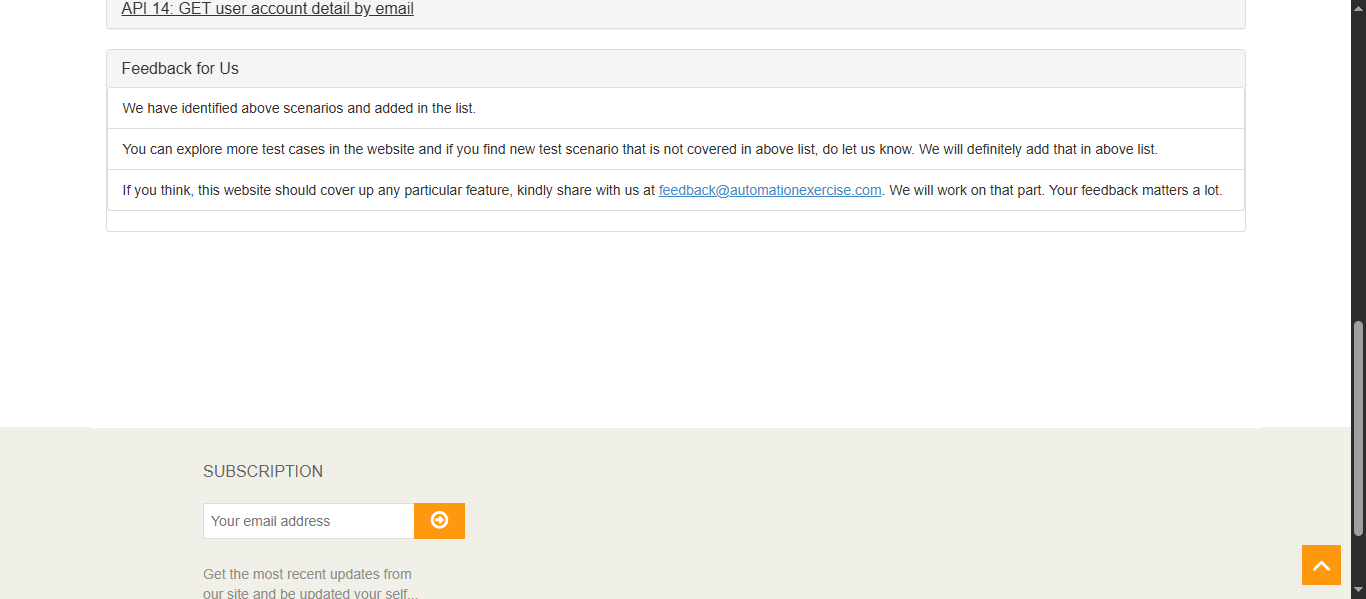 API 14: GET user account detail by email
Feedback for Us
We have identified above scenarios and added in the list.
You can explore more test cases in the website and if you find new test scenario that is not covered in above list, do let us know. We will definitely add that in above list.
If you think, this website should cover up any particular feature, kindly share with us at feedback@automationexercise.com. We will work on that part. Your feedback matters a lot.
SUBSCRIPTION
Your email address
Get the most recent updates from
our site and be updated your self...